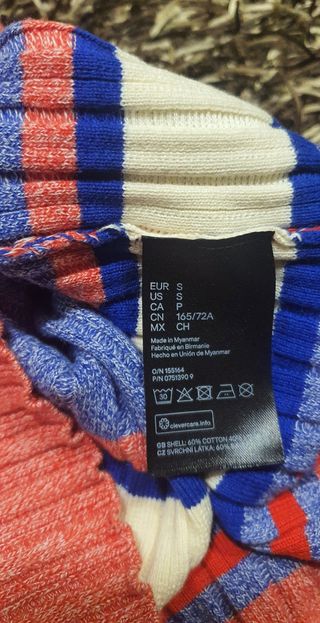 EUR S
US S
CA P
CN 165/72A
MX CH
Made in Myanmar
Fabriqué en Birmanie
Hecho en Unión de Myanmar
O/N 155164
P/N 0751390 9
30
clevercare.info
GB SHELL: 60% COTTON 40%
CZ SVRCHNÍ LÁTKA: 60%